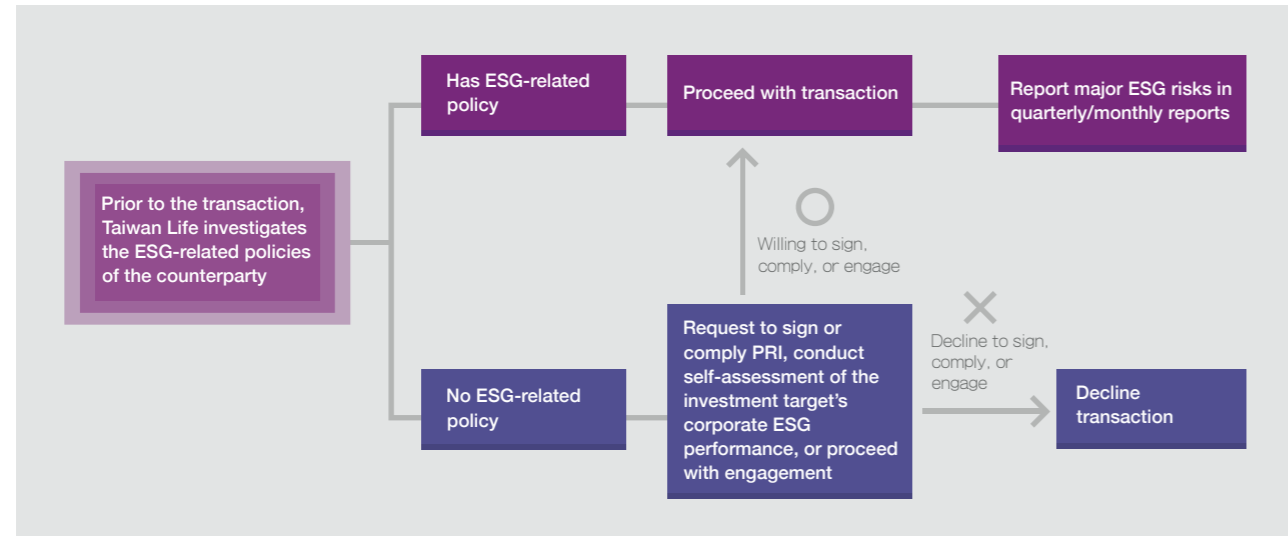 Prior to the transaction,
Taiwan Life investigates
the ESG-related policies
of the counterparty
Has ESG-related
policy
Proceed with transaction
Report major ESG risks in
quarterly/monthly reports
Willing to sign,
comply, or engage
No ESG-related
policy
Request to sign or
comply PRI, conduct
self-assessment of the
investment target's
corporate ESG
performance, or proceed
with engagement
Decline to sign,
comply, or
engage
Decline
transaction